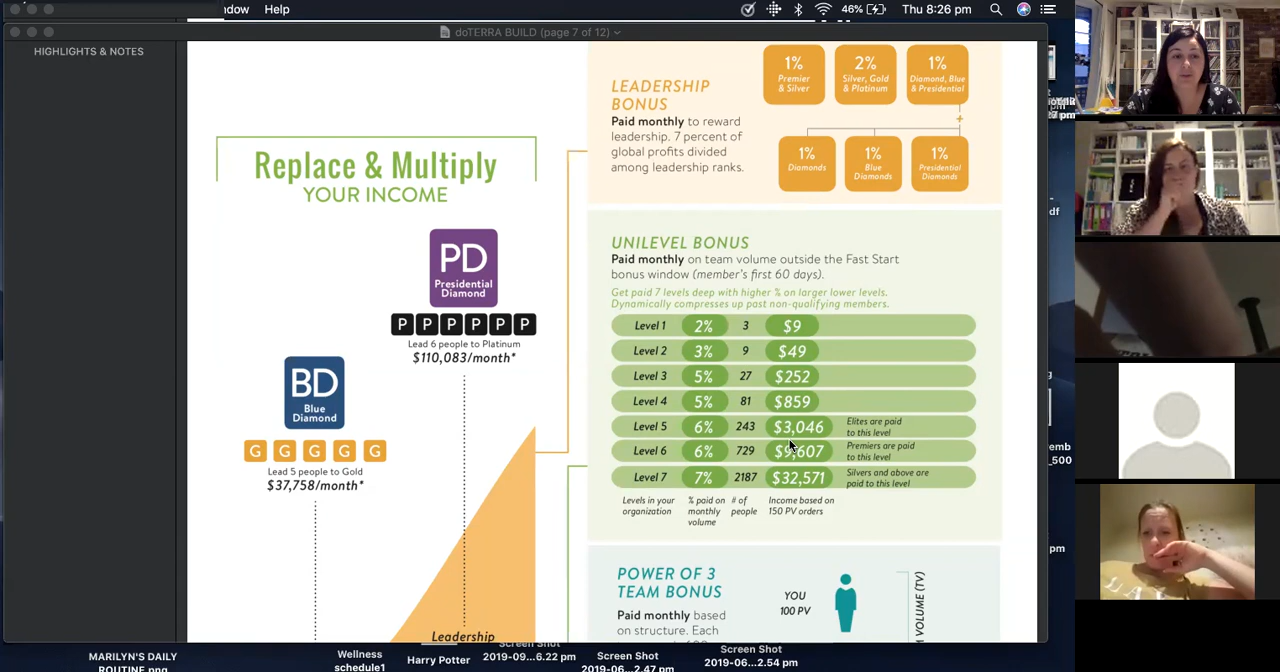 Help
46%
Thu 8:26 pm
doTERRA BUILD (page 7 of 12)
HIGHLIGHTS & NOTES
Replace & Multiply
YOUR INCOME
PD
Presidential
Diamond
P P P P P P
Lead 6 people to Platinum
$110,083/month*
BD
Blue
Diamond
G G G G G
Lead 5 people to Gold
$37,758/month*
Leadership
LEADERSHIP
BONUS
Paid monthly to reward
leadership. 7 percent of
global profits divided
among leadership ranks.
1%
Premier
& Silver
2%
Silver, Gold
& Platinum
1%
Diamond, Blue
& Presidential
+
1%
Diamonds
1%
Blue
Diamonds
1%
Presidential
Diamonds
UNILEVEL BONUS
Paid monthly on team volume outside the Fast Start
bonus window (member's first 60 days).
Get paid 7 levels deep with higher % on larger lower levels.
Dynamically compresses up past non-qualifying members.
Level 1 2% 3 $9
Level 2 3% 9 $49
Level 3 5% 27 $252
Level 4 5% 81 $859
Level 5 6% 243 $3,046 Elites are paid
to this level
Level 6 6% 729 $9,607 Premiers are paid
to this level
Level 7 7% 2187 $32,571 Silvers and above are
paid to this level
Levels in your
organization
% paid on
monthly
volume
# of
people
Income based on
150 PV orders
POWER OF 3
TEAM BONUS
Paid monthly based
on structure. Each
YOU
100 PV
VOLUME (TV)
MARILYN'S DAILY
ROUTINE.png
Wellness
schedule1
Harry Potter
Screen Shot
2019-09...6.22 pm
Screen Shot
2019-06...2.47 pm
Screen Shot
2019-06...2.54 pm